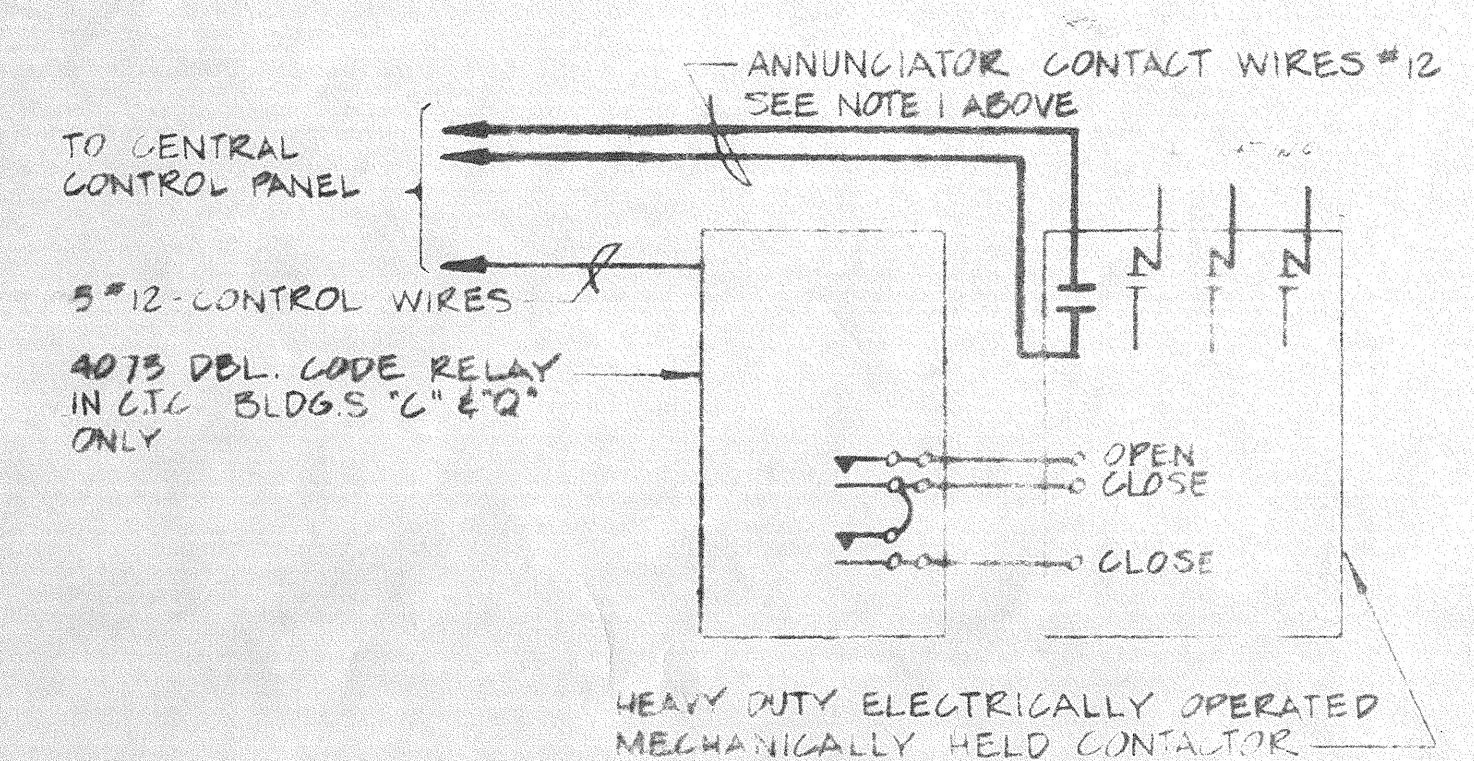 ANNUNCIATOR CONTACT WIRES #12
SEE NOTE 1 ABOVE
TO CENTRAL
CONTROL PANEL
5 #12-CONTROL WIRES
4073 DBL. CODE RELAY
IN C.T.C BLDG.S "C" & "Q"
ONLY
OPEN
CLOSE
CLOSE
HEAVY DUTY ELECTRICALLY OPERATED
MECHANICALLY HELD CONTACTOR